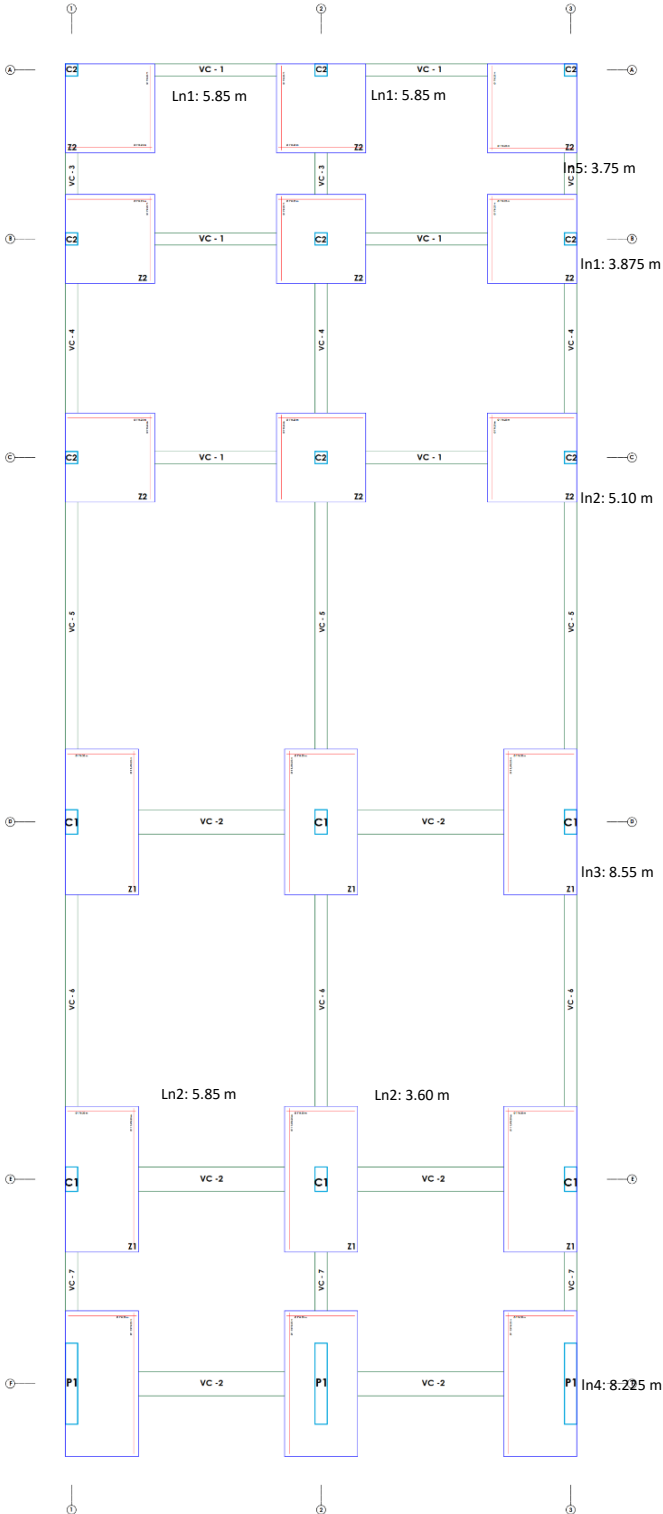 1 2 3
A C2 VC - 1 C2 VC - 1 C2 A
Ln1: 5.85 m Ln1: 5.85 m
Z2 Z2 Z2
VC - 3 VC - 3 ln5: 3.75 m
B C2 VC - 1 C2 VC - 1 C2 B
ln1: 3.875 m
Z2 Z2 Z2
VC - 4 VC - 4 VC - 4
C C2 VC - 1 C2 VC - 1 C2 C
Z2 Z2 Z2 ln2: 5.10 m
VC - 5 VC - 5 VC - 5
D C1 VC -2 C1 VC -2 C1 D
ln3: 8.55 m
Z1 Z1 Z1
VC - 6 VC - 6 VC - 6
Ln2: 5.85 m Ln2: 3.60 m
E C1 VC -2 C1 VC -2 C1 E
Z1 Z1 Z1
VC - 7 VC - 7 VC - 7
F P1 VC -2 P1 VC -2 P1 ln4: 8.225 m
1 2 3